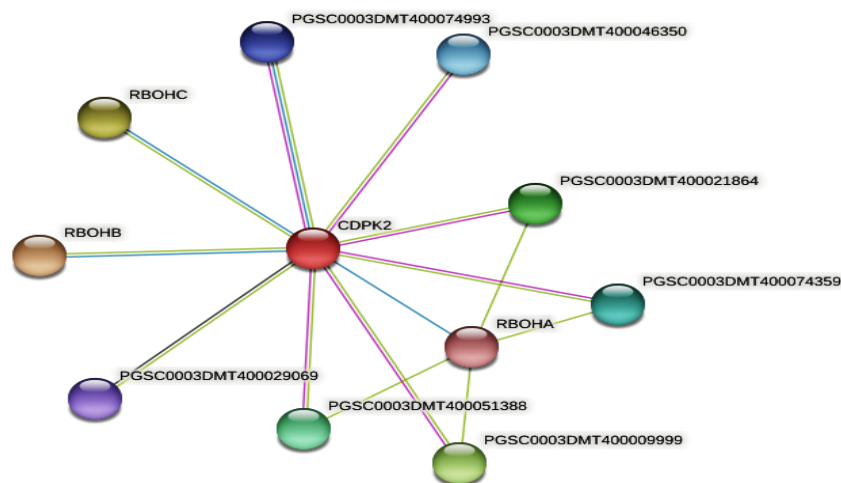 PGSC0003DMT400074993
PGSC0003DMT400046350
RBOHC
PGSC0003DMT400021864
CDPK2
RBOHB
PGSC0003DMT400074359
RBOHA
PGSC0003DMT400029069
PGSC0003DMT400051388
PGSC0003DMT400009999